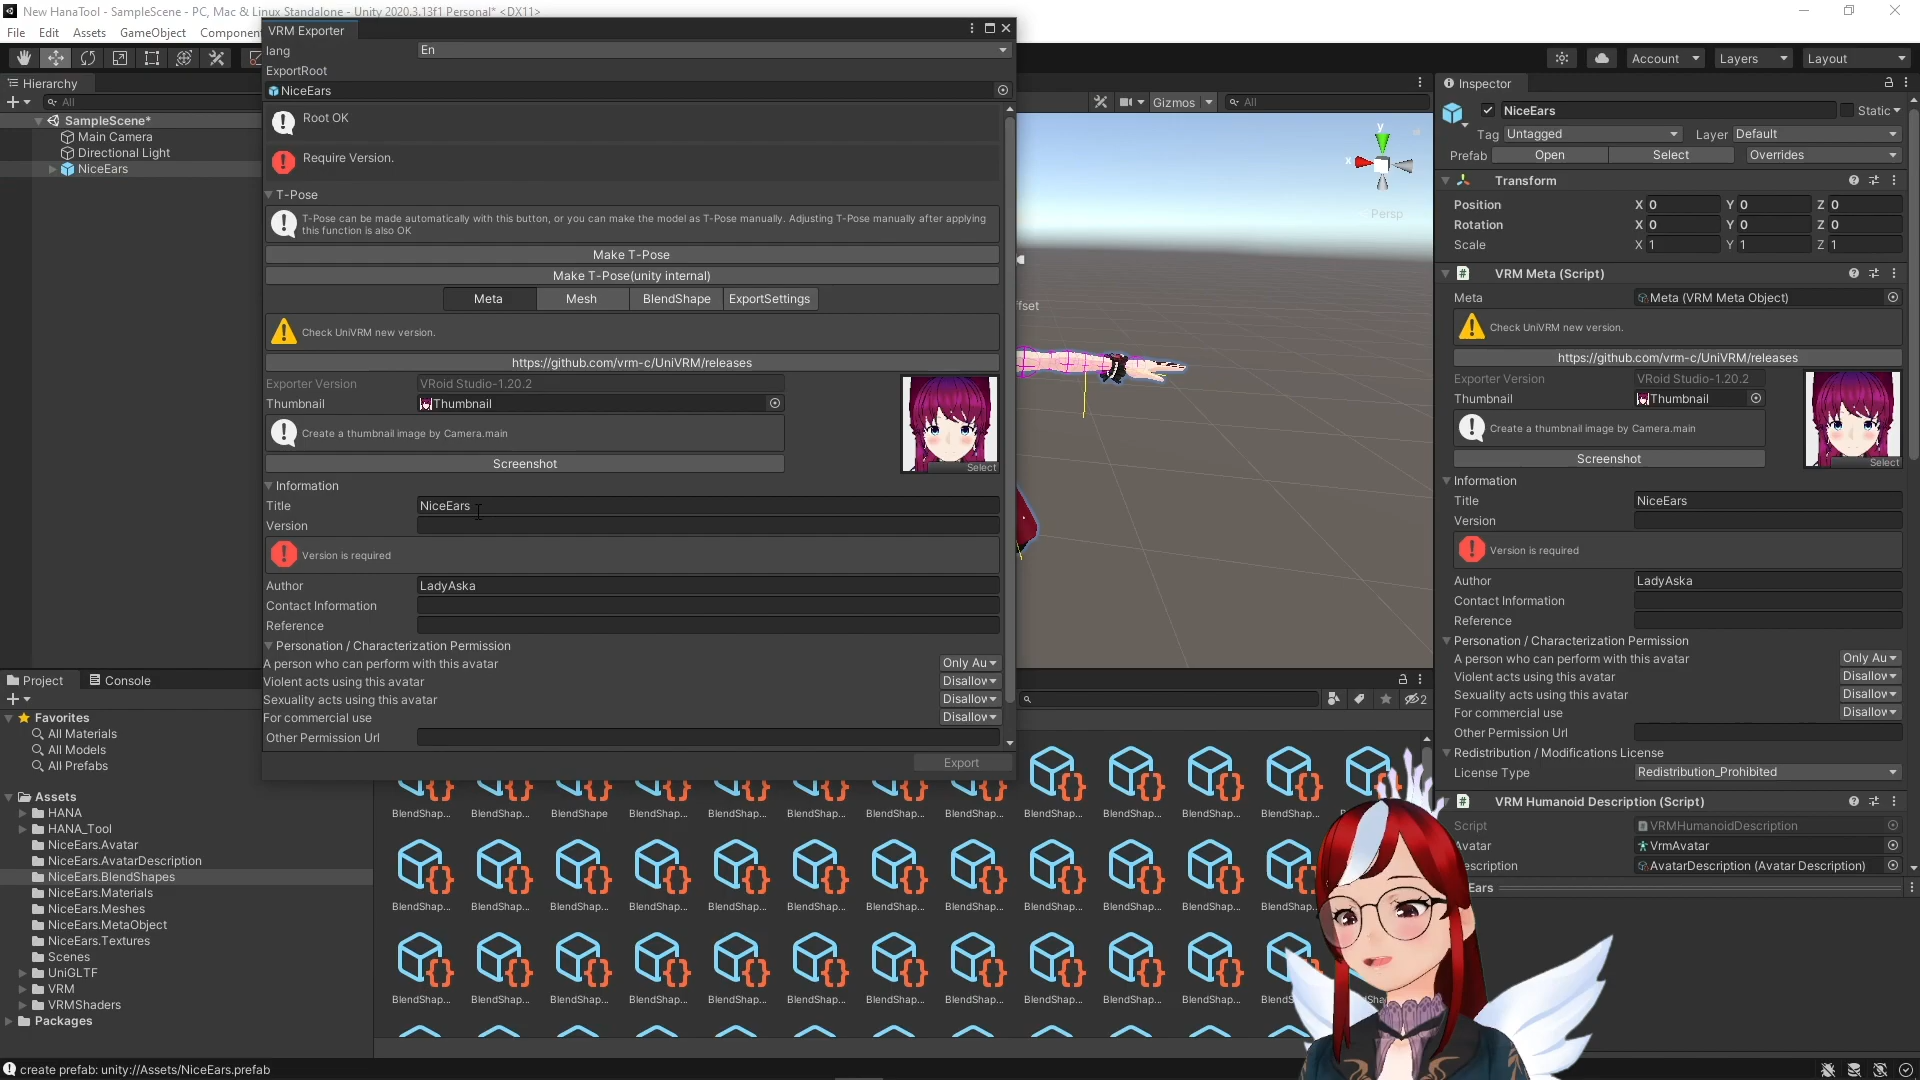 New HanaTool - SampleScene - PC, Mac & Linux Standalone - Unity 2020.3.13f1 Personal* <DX11>
File Edit Assets GameObject Componen
VRM Exporter
lang En
ExportRoot
NiceEars
Root OK
Require Version.
T-Pose
T-Pose can be made automatically with this button, or you can make the model as T-Pose manually. Adjusting T-Pose manually after applying
this function is also OK
Make T-Pose
Make T-Pose(unity internal)
Meta Mesh BlendShape ExportSettings
Check UniVRM new version.
https://github.com/vrm-c/UniVRM/releases
Exporter Version VRoid Studio-1.20.2
Thumbnail Thumbnail
Create a thumbnail image by Camera.main
Screenshot
Select
Information
Title NiceEars
Version
Version is required
Author LadyAska
Contact Information
Reference
Personation / Characterization Permission
A person who can perform with this avatar Only Au
Violent acts using this avatar Disallow
Sexuality acts using this avatar Disallow
For commercial use Disallow
Other Permission Url
Export
Hierarchy
All
SampleScene*
Main Camera
Directional Light
NiceEars
Gizmos All
y
x
Persp
ffset
Account Layers Layout
Inspector
NiceEars Static
Tag Untagged Layer Default
Prefab Open Select Overrides
Transform
Position X 0 Y 0 Z 0
Rotation X 0 Y 0 Z 0
Scale X 1 Y 1 Z 1
# VRM Meta (Script)
Meta Meta (VRM Meta Object)
Check UniVRM new version.
https://github.com/vrm-c/UniVRM/releases
Exporter Version VRoid Studio-1.20.2
Thumbnail Thumbnail
Create a thumbnail image by Camera.main
Screenshot
Select
Information
Title NiceEars
Version
Version is required
Author LadyAska
Contact Information
Reference
Personation / Characterization Permission
A person who can perform with this avatar Only Au
Violent acts using this avatar Disallow
Sexuality acts using this avatar Disallow
For commercial use Disallow
Other Permission Url
Redistribution / Modifications License
License Type Redistribution_Prohibited
# VRM Humanoid Description (Script)
Script VRMHumanoidDescription
Avatar VrmAvatar
escription AvatarDescription (Avatar Description)
Ears
Project Console
2
Favorites
All Materials
All Models
All Prefabs
Assets
HANA
HANA_Tool
NiceEars.Avatar
NiceEars.AvatarDescription
NiceEars.BlendShapes
NiceEars.Materials
NiceEars.Meshes
NiceEars.MetaObject
NiceEars.Textures
Scenes
UniGLTF
VRM
VRMShaders
Packages
BlendShap... BlendShap... BlendShape BlendShap... BlendShap... BlendShap... BlendShap... BlendShap... BlendShap... BlendShap... BlendShap... BlendShap...
BlendShap... BlendShap... BlendShap... BlendShap... BlendShap... BlendShap... BlendShap... BlendShap... BlendShap... BlendShap... BlendShap... BlendShap...
BlendShap... BlendShap... BlendShap... BlendShap... BlendShap... BlendShap... BlendShap... BlendShap... BlendShap... BlendShap... BlendShap...
create prefab: unity://Assets/NiceEars.prefab